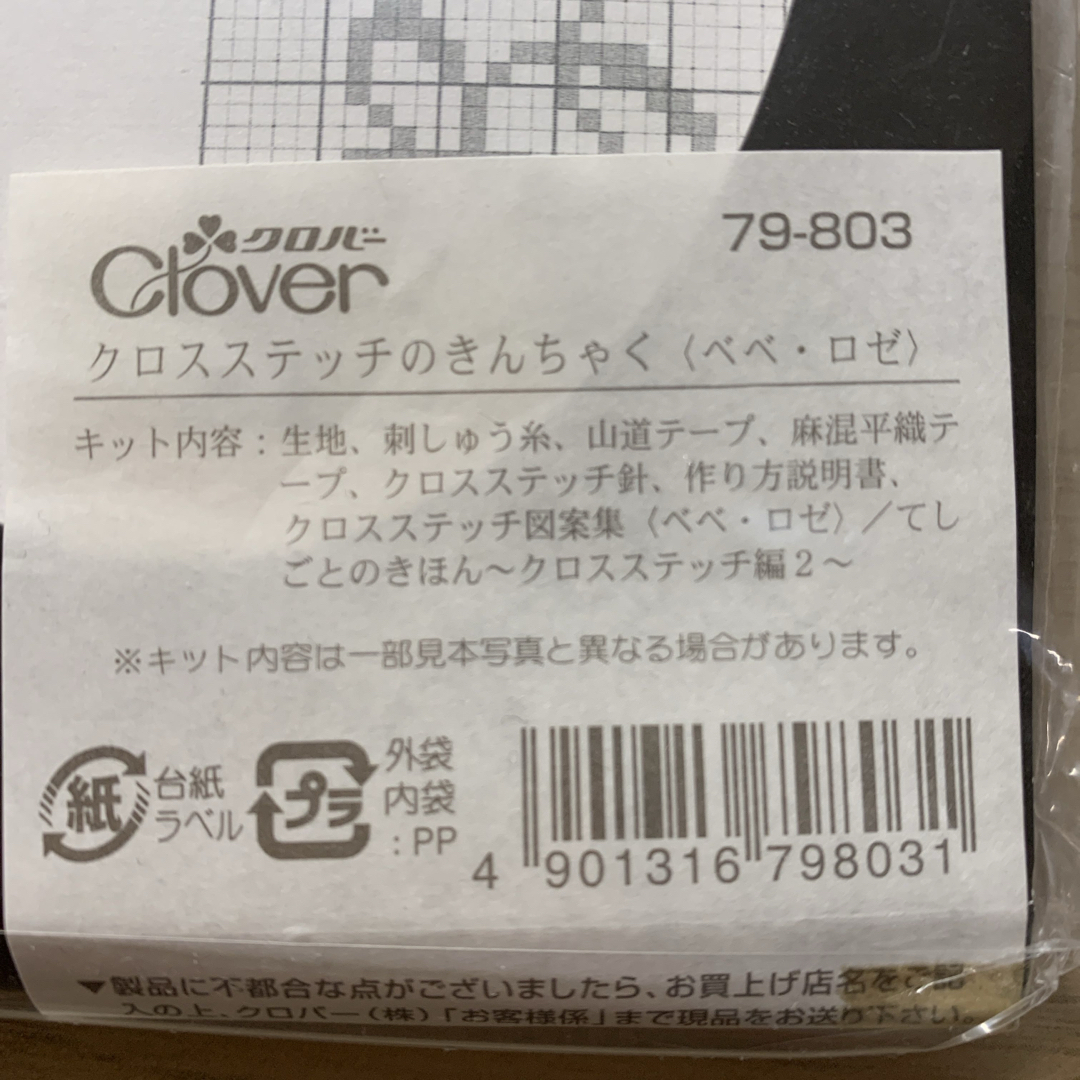 クロバー
Clover
79-803
クロスステッチのきんちゃく〈べべ・ロゼ〉
キット内容：生地、刺しゅう糸、山道テープ、麻混平織テ
ープ、クロスステッチ針、作り方説明書、
クロスステッチ図案集〈べべ・ロゼ〉／てし
ごとのきほん〜クロスステッチ編２〜
※キット内容は一部見本写真と異なる場合があります。
紙
台紙
ラベル
プラ
外袋
内袋
：PP
4 901316 798031
▼製品に不都合な点がございましたら、お買上げ店名をご記
入の上、クロバー（株）「お客様係」まで現品をお送り下さい。